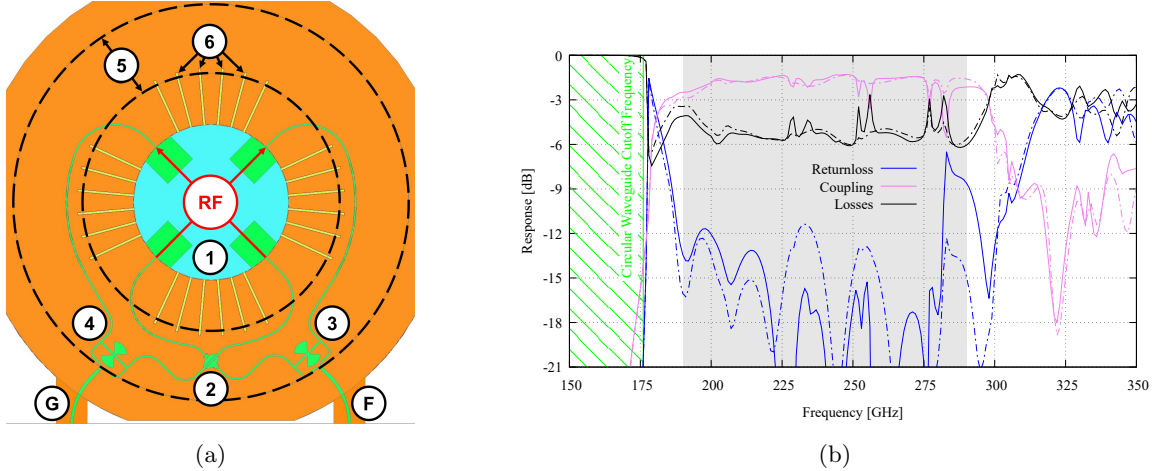 6
5
RF
1
4
3
2
G
F
(a)
0
-3
-6
-9
-12
-15
-18
-21
Response [dB]
Circular Waveguide Cutoff Frequency
Returnloss
Coupling
Losses
150 175 200 225 250 275 300 325 350
Frequency [GHz]
(b)